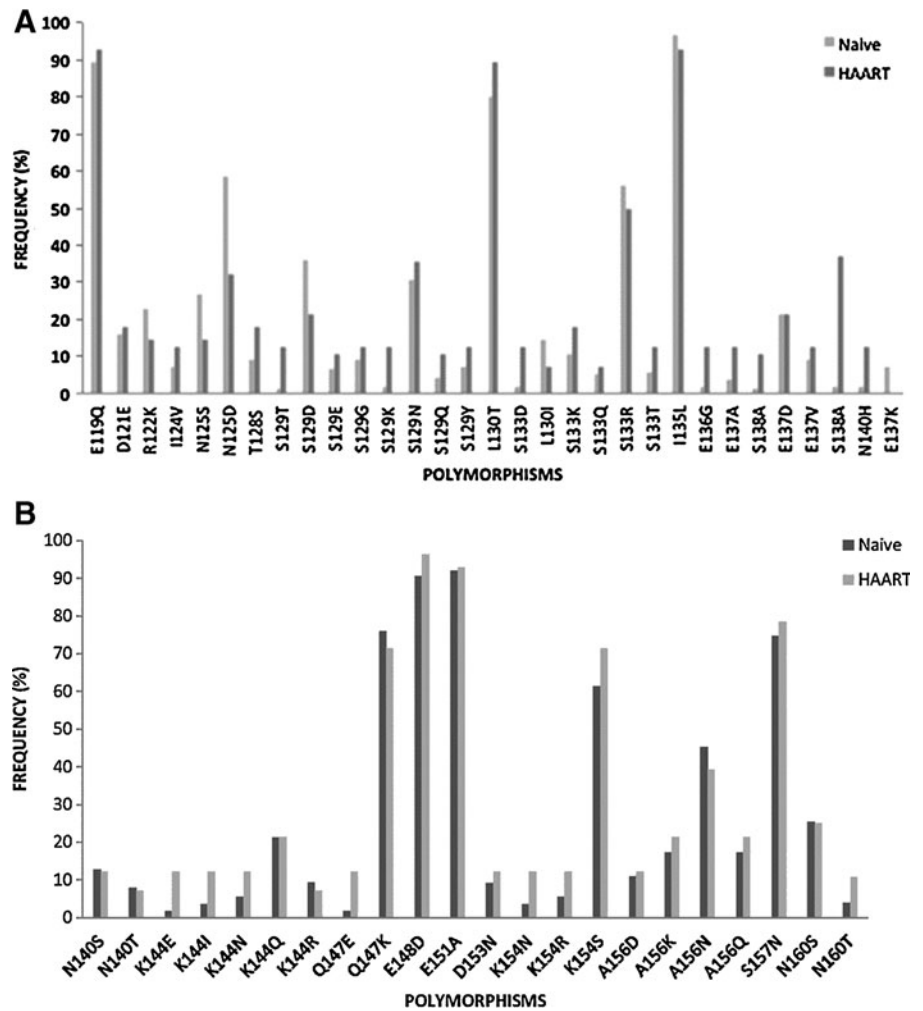 A
100
90
80
70
60
50
40
30
20
10
0
FREQUENCY (%)
Naive
HAART
E119Q
D121E
R122K
I124V
N125S
N125D
T128S
S129T
S129D
S129E
S129G
S129K
S129N
S129Q
S129Y
L130T
S133D
L130I
S133K
S133Q
S133R
S133T
I135L
E136G
E137A
S138A
E137D
E137V
S138A
N140H
E137K
POLYMORPHISMS
B
100
90
80
70
60
50
40
30
20
10
0
FREQUENCY (%)
Naive
HAART
N140S
N140T
K144E
K144I
K144N
K144Q
K144R
Q147E
Q147K
E148D
E151A
D153N
K154N
K154R
K154S
A156D
A156K
A156N
A156Q
S157N
N160S
N160T
POLYMORPHISMS